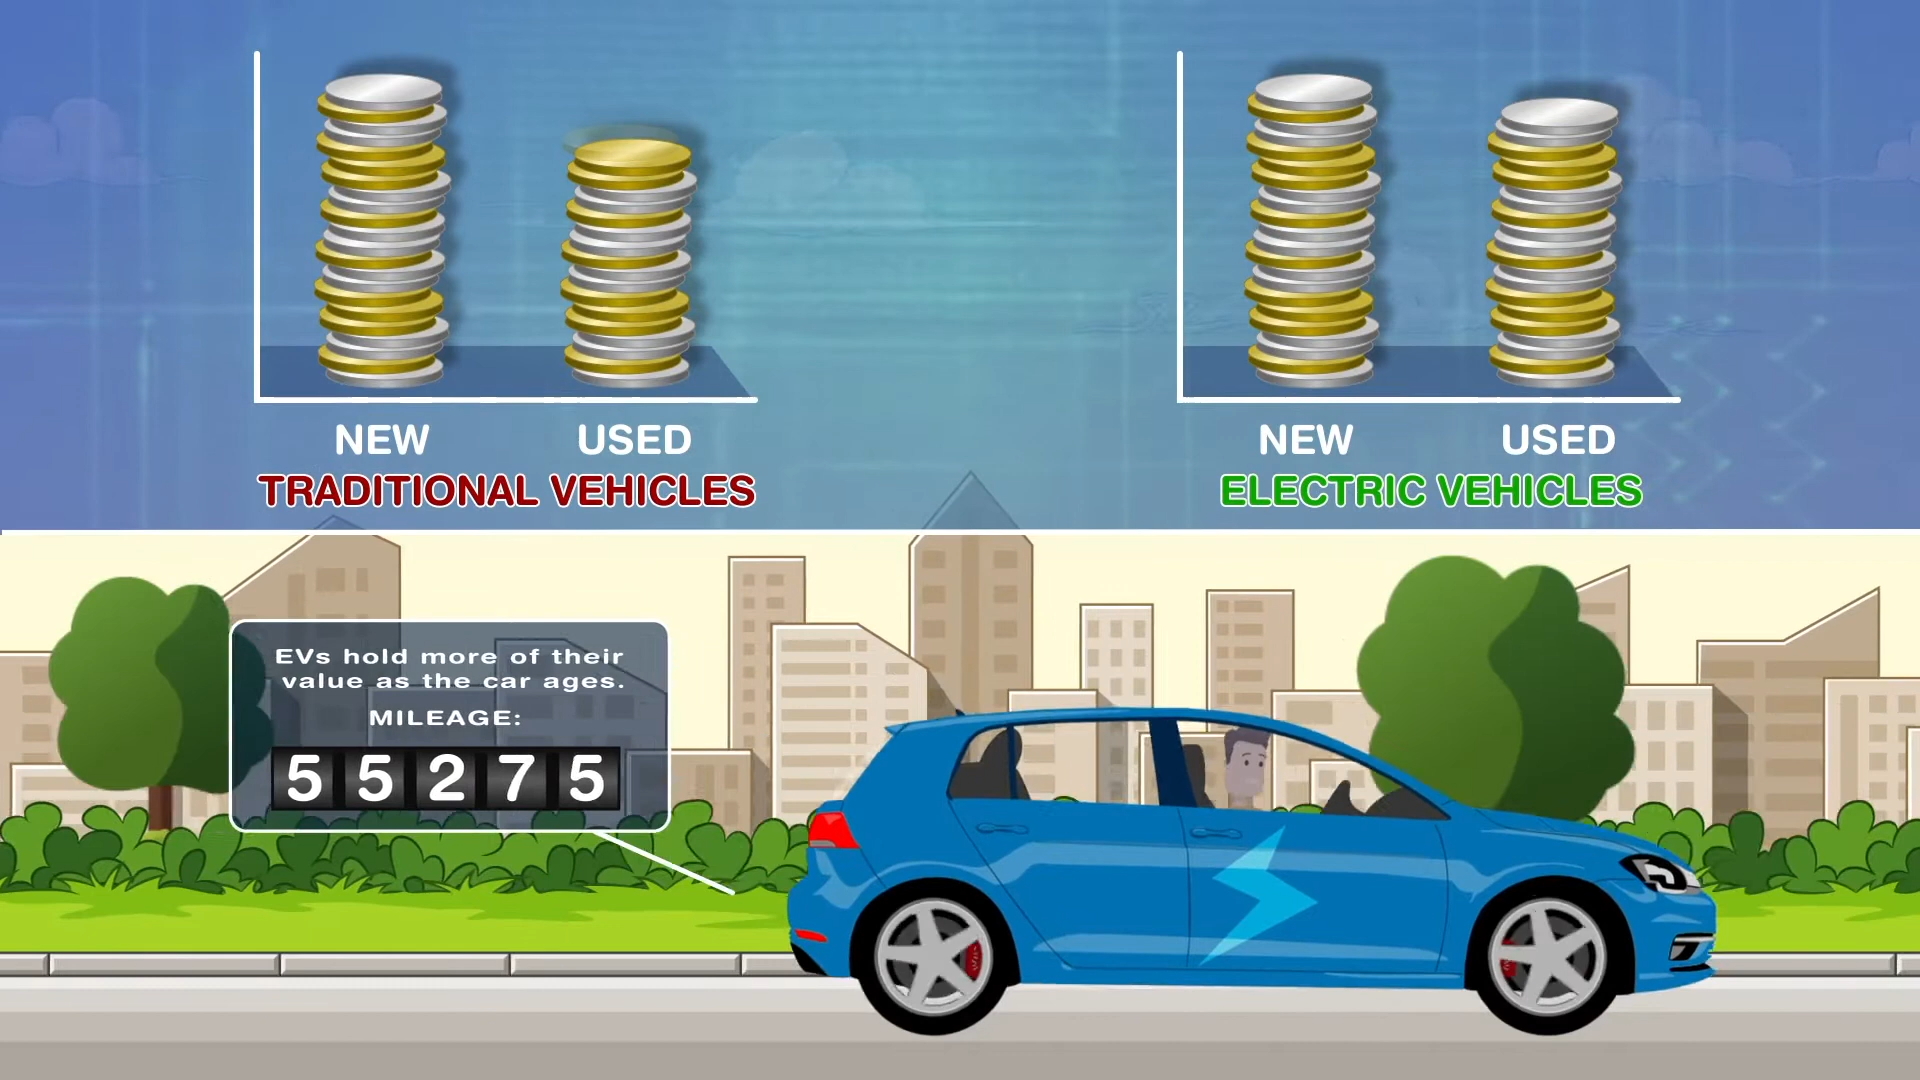 NEW USED
TRADITIONAL VEHICLES
NEW USED
ELECTRIC VEHICLES
EVs hold more of their
value as the car ages.
MILEAGE:
55275